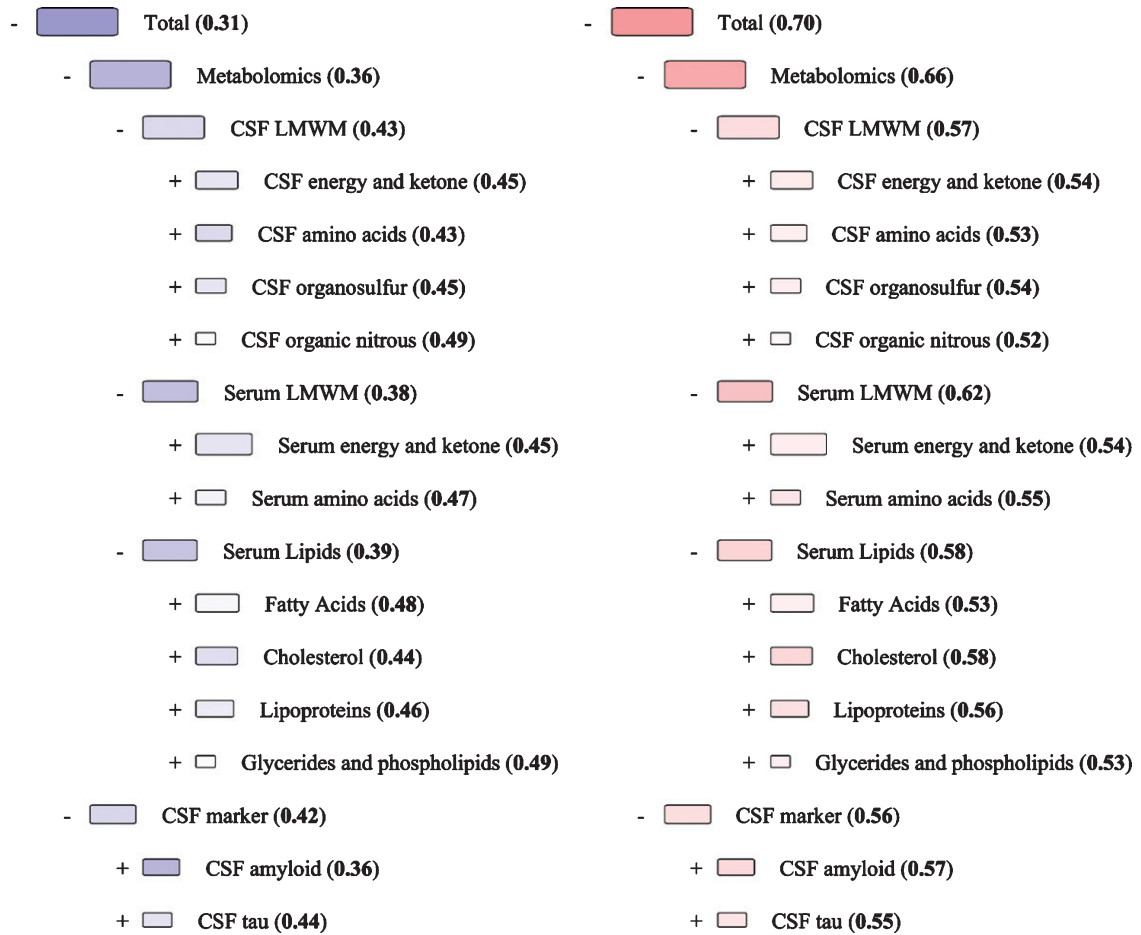 - Total (0.31)
- Metabolomics (0.36)
- CSF LMWM (0.43)
+ CSF energy and ketone (0.45)
+ CSF amino acids (0.43)
+ CSF organosulfur (0.45)
+ CSF organic nitrous (0.49)
- Serum LMWM (0.38)
+ Serum energy and ketone (0.45)
+ Serum amino acids (0.47)
- Serum Lipids (0.39)
+ Fatty Acids (0.48)
+ Cholesterol (0.44)
+ Lipoproteins (0.46)
+ Glycerides and phospholipids (0.49)
- CSF marker (0.42)
+ CSF amyloid (0.36)
+ CSF tau (0.44)
- Total (0.70)
- Metabolomics (0.66)
- CSF LMWM (0.57)
+ CSF energy and ketone (0.54)
+ CSF amino acids (0.53)
+ CSF organosulfur (0.54)
+ CSF organic nitrous (0.52)
- Serum LMWM (0.62)
+ Serum energy and ketone (0.54)
+ Serum amino acids (0.55)
- Serum Lipids (0.58)
+ Fatty Acids (0.53)
+ Cholesterol (0.58)
+ Lipoproteins (0.56)
+ Glycerides and phospholipids (0.53)
- CSF marker (0.56)
+ CSF amyloid (0.57)
+ CSF tau (0.55)